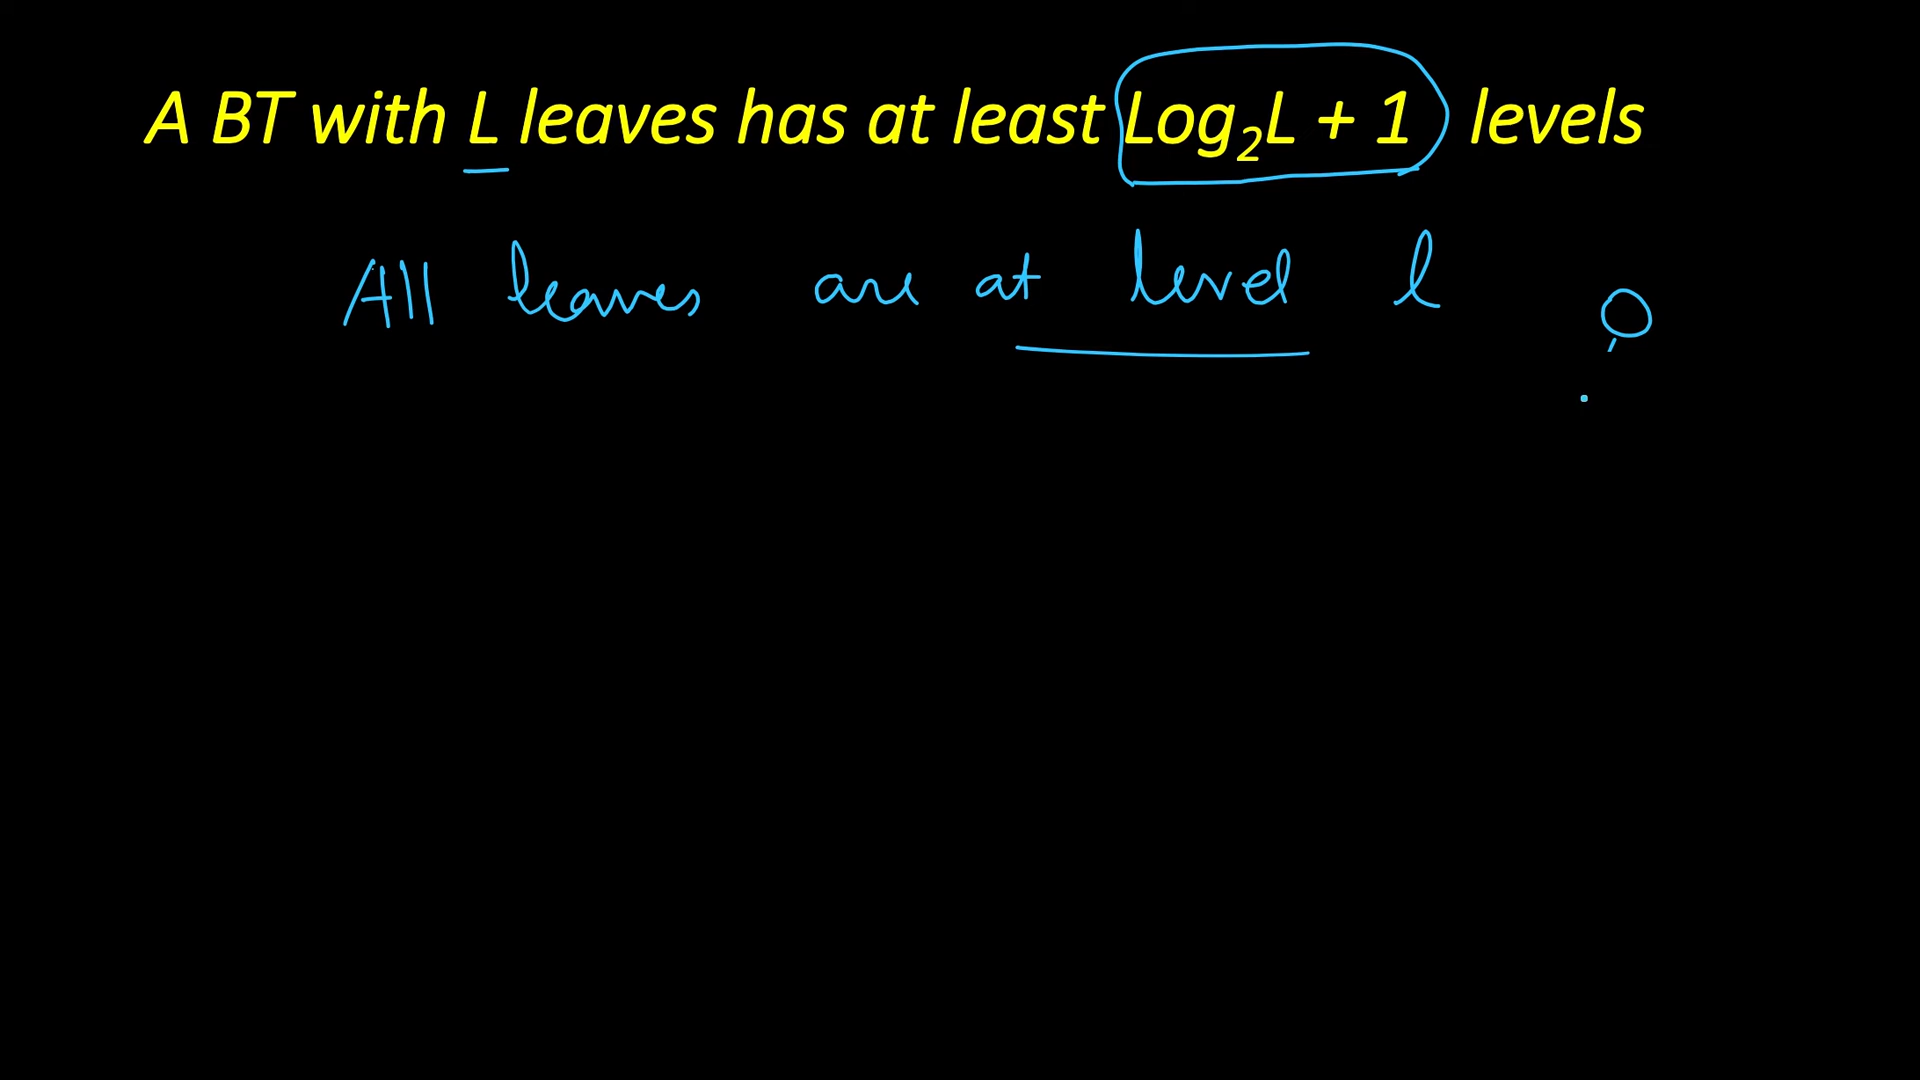 A BT with L leaves has at least Log₂L + 1 levels
All leaves are at level l